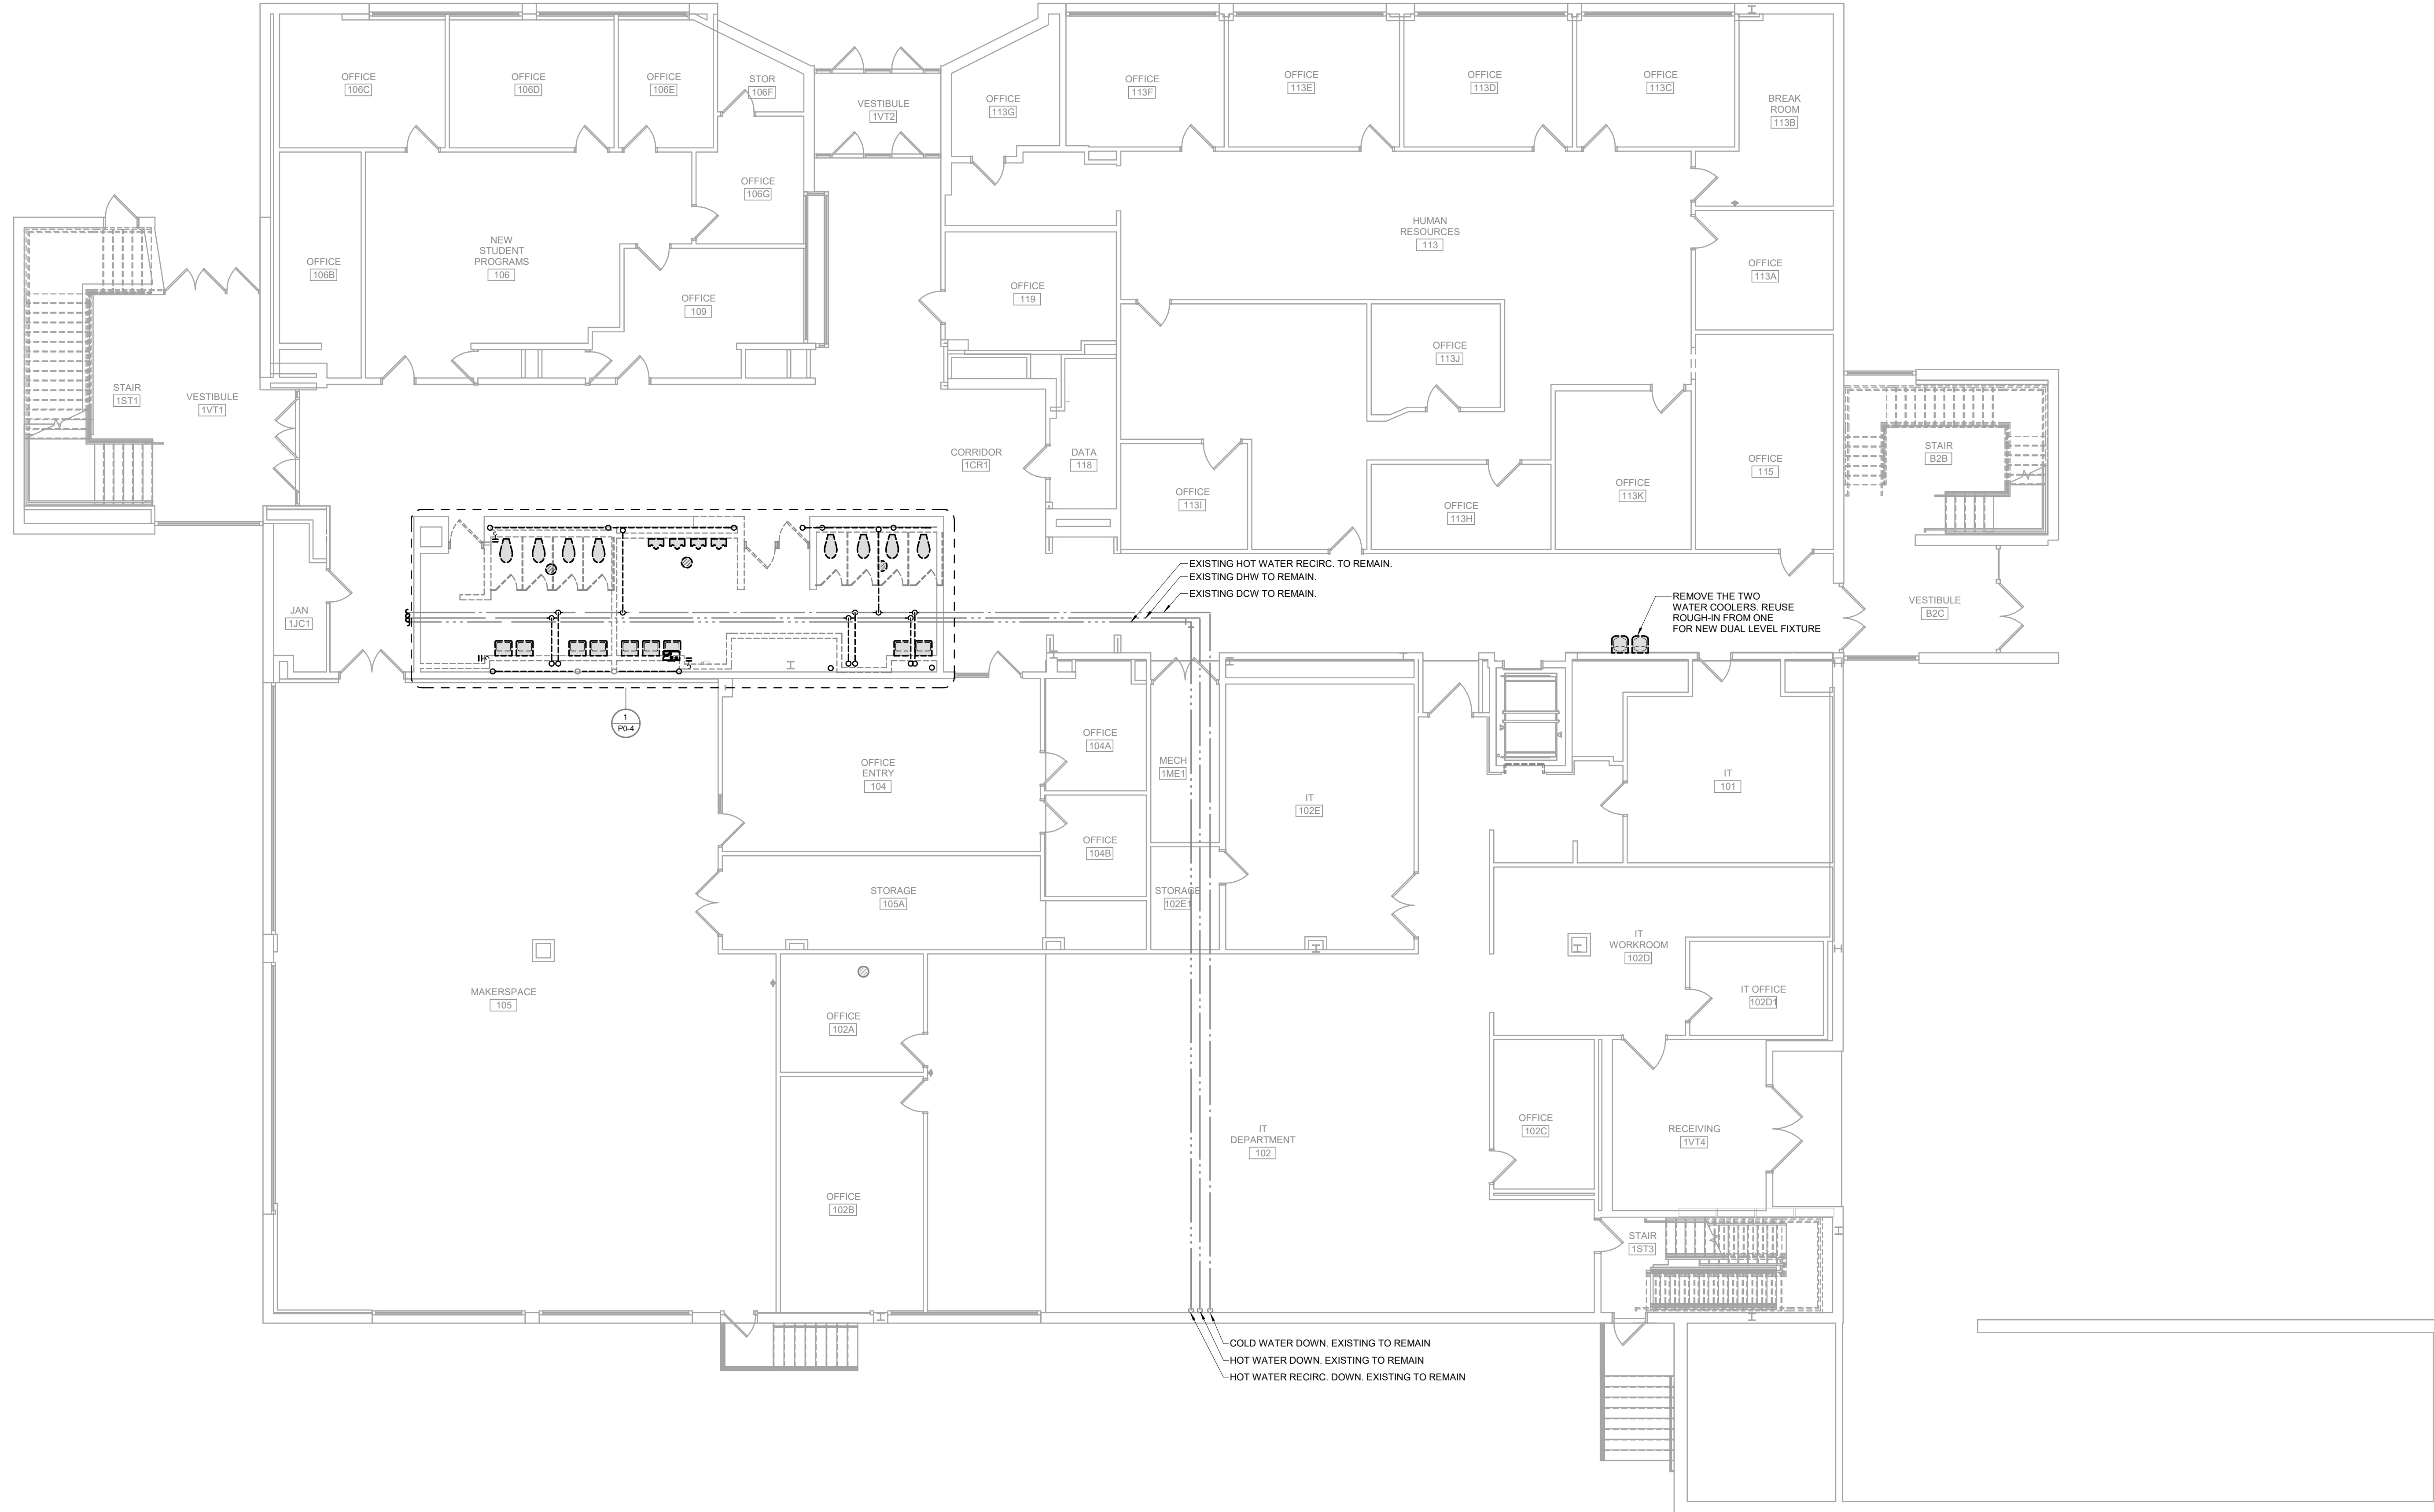 OFFICE
106C
OFFICE
106D
OFFICE
106E
STOR
106F
VESTIBULE
1VT2
OFFICE
113G
OFFICE
113F
OFFICE
113E
OFFICE
113D
OFFICE
113C
BREAK
ROOM
113B
OFFICE
106G
NEW
STUDENT
PROGRAMS
106
OFFICE
106B
OFFICE
109
OFFICE
119
HUMAN
RESOURCES
113
OFFICE
113A
OFFICE
113J
STAIR
1ST1
VESTIBULE
1VT1
CORRIDOR
1CR1
DATA
118
OFFICE
113I
OFFICE
113H
OFFICE
113K
OFFICE
115
STAIR
B2B
EXISTING HOT WATER RECIRC. TO REMAIN.
EXISTING DHW TO REMAIN.
EXISTING DCW TO REMAIN.
JAN
1JC1
REMOVE THE TWO
WATER COOLERS. REUSE
ROUGH-IN FROM ONE
FOR NEW DUAL LEVEL FIXTURE
VESTIBULE
B2C
1
P0-4
OFFICE
ENTRY
104
OFFICE
104A
MECH
1ME1
IT
102E
IT
101
OFFICE
104B
STORAGE
105A
STORAGE
102E1
IT
WORKROOM
102D
IT OFFICE
102D1
MAKERSPACE
105
OFFICE
102A
IT
DEPARTMENT
102
OFFICE
102C
RECEIVING
1VT4
OFFICE
102B
STAIR
1ST3
COLD WATER DOWN. EXISTING TO REMAIN
HOT WATER DOWN. EXISTING TO REMAIN
HOT WATER RECIRC. DOWN. EXISTING TO REMAIN